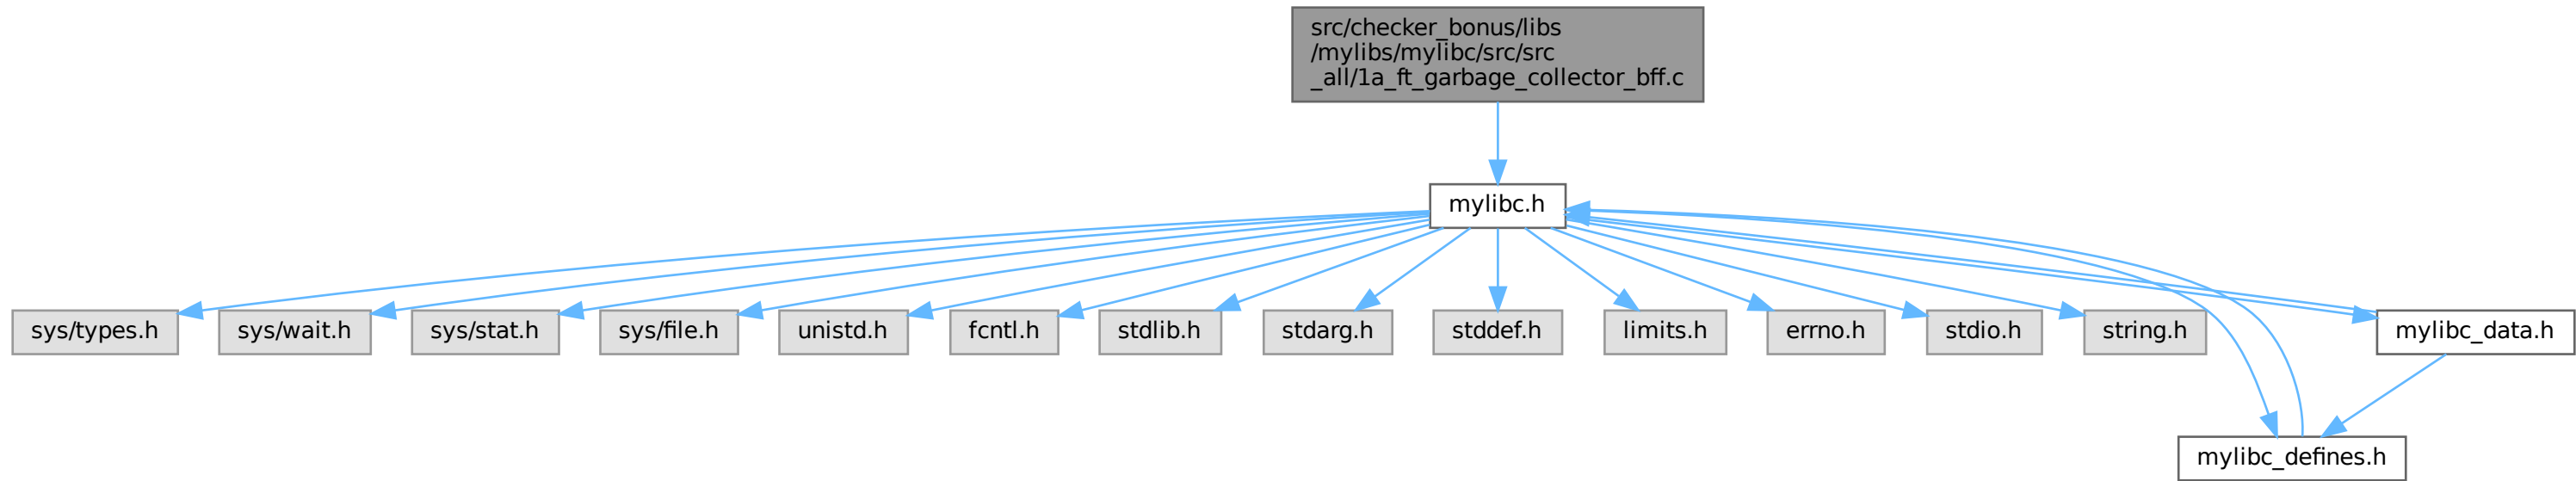 src/checker_bonus/libs
/mylibs/mylibc/src/src
_all/1a_ft_garbage_collector_bff.c
mylibc.h
sys/types.h
sys/wait.h
sys/stat.h
sys/file.h
unistd.h
fcntl.h
stdlib.h
stdarg.h
stddef.h
limits.h
errno.h
stdio.h
string.h
mylibc_data.h
mylibc_defines.h